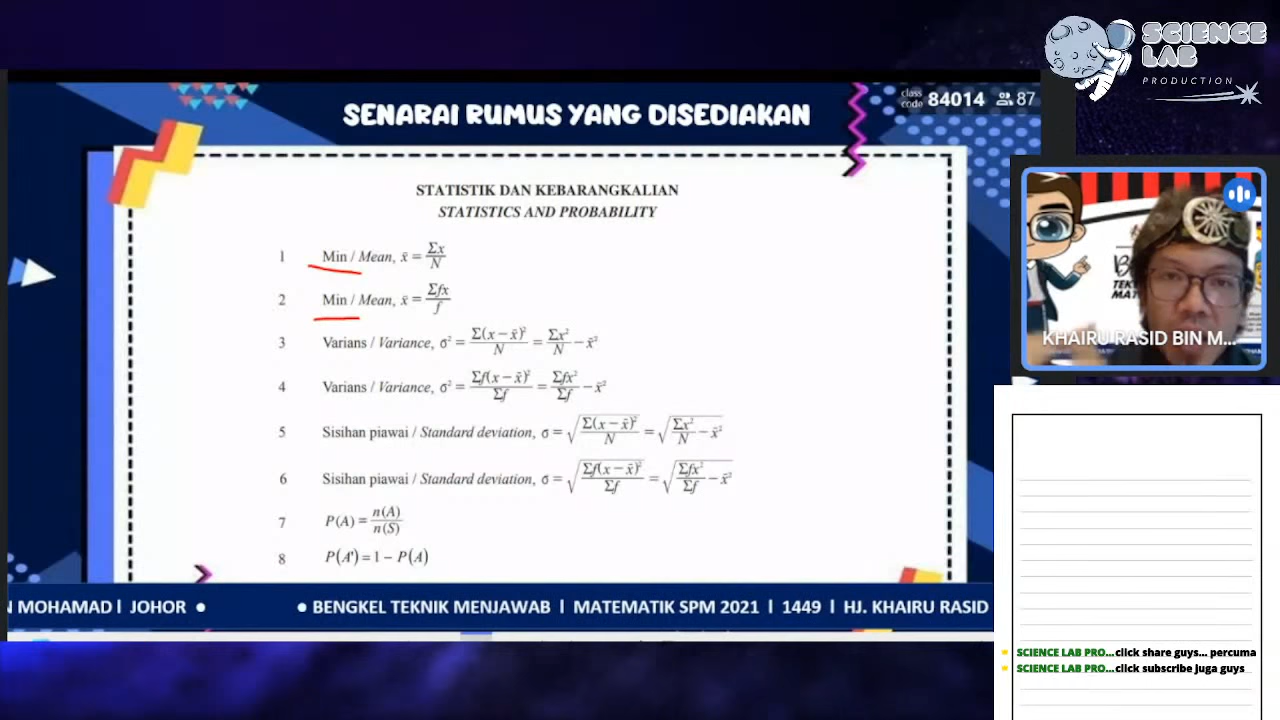 SCIENCE
LAB
PRODUCTION
SENARAI RUMUS YANG DISEDIAKAN
class code 84014 87
STATISTIK DAN KEBARANGKALIAN
STATISTICS AND PROBABILITY
1 Min / Mean, x̄ = Σx / N
2 Min / Mean, x̄ = Σfx / f
3 Varians / Variance, σ² = Σ(x − x̄)² / N = Σx² / N − x̄²
4 Varians / Variance, σ² = Σf(x − x̄)² / Σf = Σfx² / Σf − x̄²
5 Sisihan piawai / Standard deviation, σ = √(Σ(x − x̄)² / N) = √(Σx² / N − x̄²)
6 Sisihan piawai / Standard deviation, σ = √(Σf(x − x̄)² / Σf) = √(Σfx² / Σf − x̄²)
7 P(A) = n(A) / n(S)
8 P(A') = 1 − P(A)
KHAIRU RASID BIN M...
N MOHAMAD | JOHOR ● ● BENGKEL TEKNIK MENJAWAB | MATEMATIK SPM 2021 | 1449 | HJ. KHAIRU RASID
SCIENCE LAB PRO... click share guys... percuma
SCIENCE LAB PRO... click subscribe juga guys